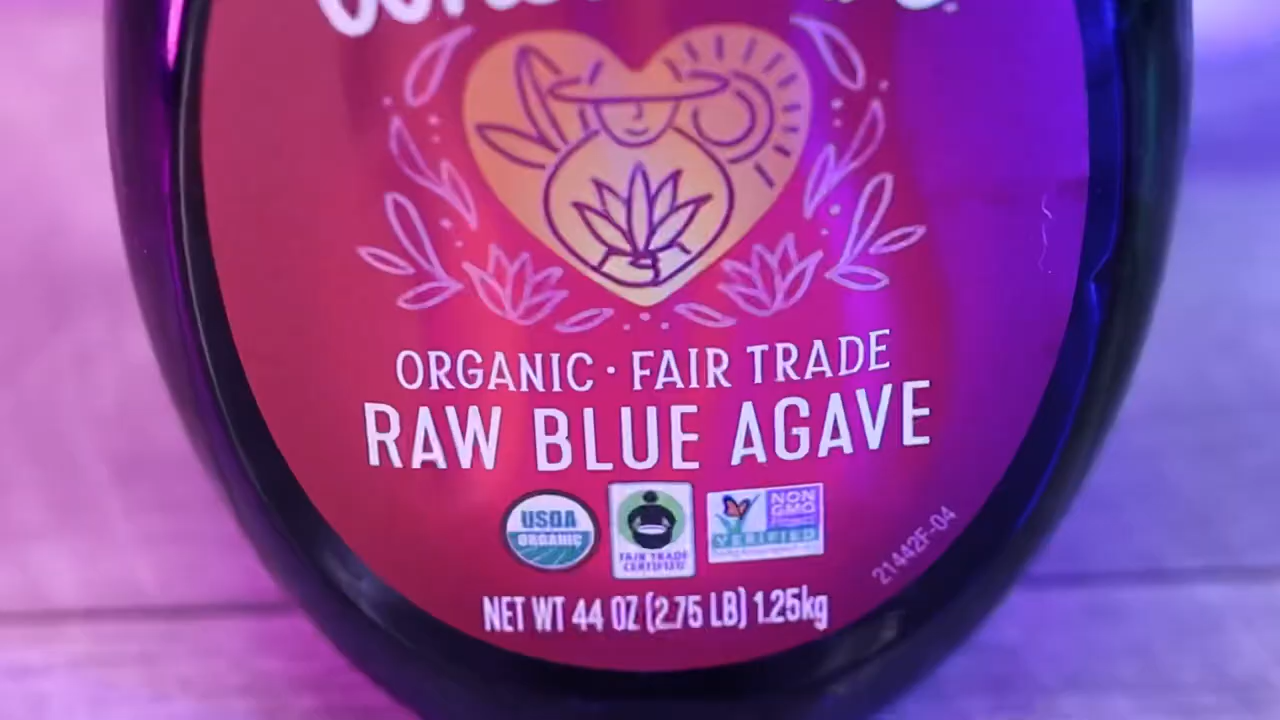 ORGANIC · FAIR TRADE
RAW BLUE AGAVE
USDA
ORGANIC
FAIR TRADE
CERTIFIED
NON
GMO
VERIFIED
21442F-04
NET WT 44 OZ (2.75 LB) 1.25kg